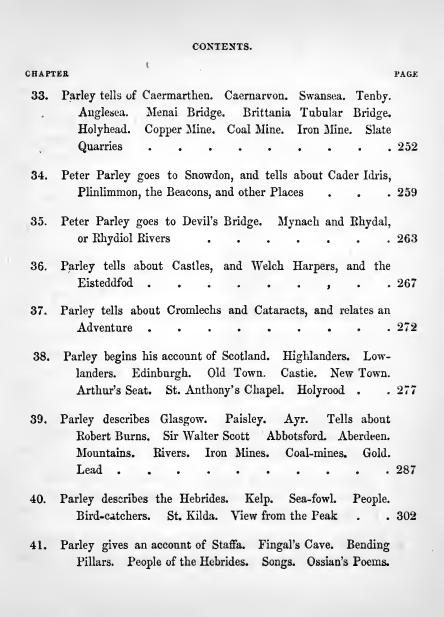 CONTENTS.
CHAPTER PAGE
33. Parley tells of Caermarthen. Caernarvon. Swansea. Tenby.
Anglesea. Menai Bridge. Brittania Tubular Bridge.
Holyhead. Copper Mine. Coal Mine. Iron Mine. Slate
Quarries . . . . . . . . 252
34. Peter Parley goes to Snowdon, and tells about Cader Idris,
Plinlimmon, the Beacons, and other Places . . . 259
35. Peter Parley goes to Devil's Bridge. Mynach and Rhydal,
or Rhydiol Rivers . . . . . . . 263
36. Parley tells about Castles, and Welch Harpers, and the
Eisteddfod . . . . . . , . . 267
37. Parley tells about Cromlechs and Cataracts, and relates an
Adventure . . . . . . . . . 272
38. Parley begins his account of Scotland. Highlanders. Low-
landers. Edinburgh. Old Town. Castie. New Town.
Arthur's Seat. St. Anthony's Chapel. Holyrood . . 277
39. Parley describes Glasgow. Paisley. Ayr. Tells about
Robert Burns. Sir Walter Scott Abbotsford. Aberdeen.
Mountains. Rivers. Iron Mines. Coal-mines. Gold.
Lead . . . . . . . . . . 287
40. Parley describes the Hebrides. Kelp. Sea-fowl. People.
Bird-catchers. St. Kilda. View from the Peak . . 302
41. Parley gives an account of Staffa. Fingal's Cave. Bending
Pillars. People of the Hebrides. Songs. Ossian's Poems.